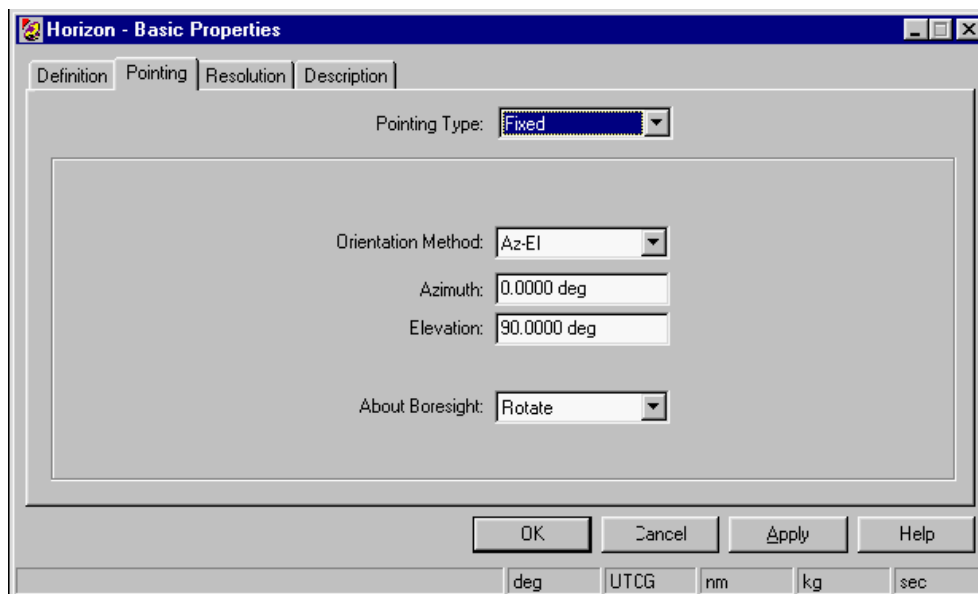 Horizon - Basic Properties
Definition Pointing Resolution Description
Pointing Type: Fixed
Orientation Method: Az-El
Azimuth: 0.0000 deg
Elevation: 90.0000 deg
About Boresight: Rotate
OK Cancel Apply Help
deg UTCG nm kg sec